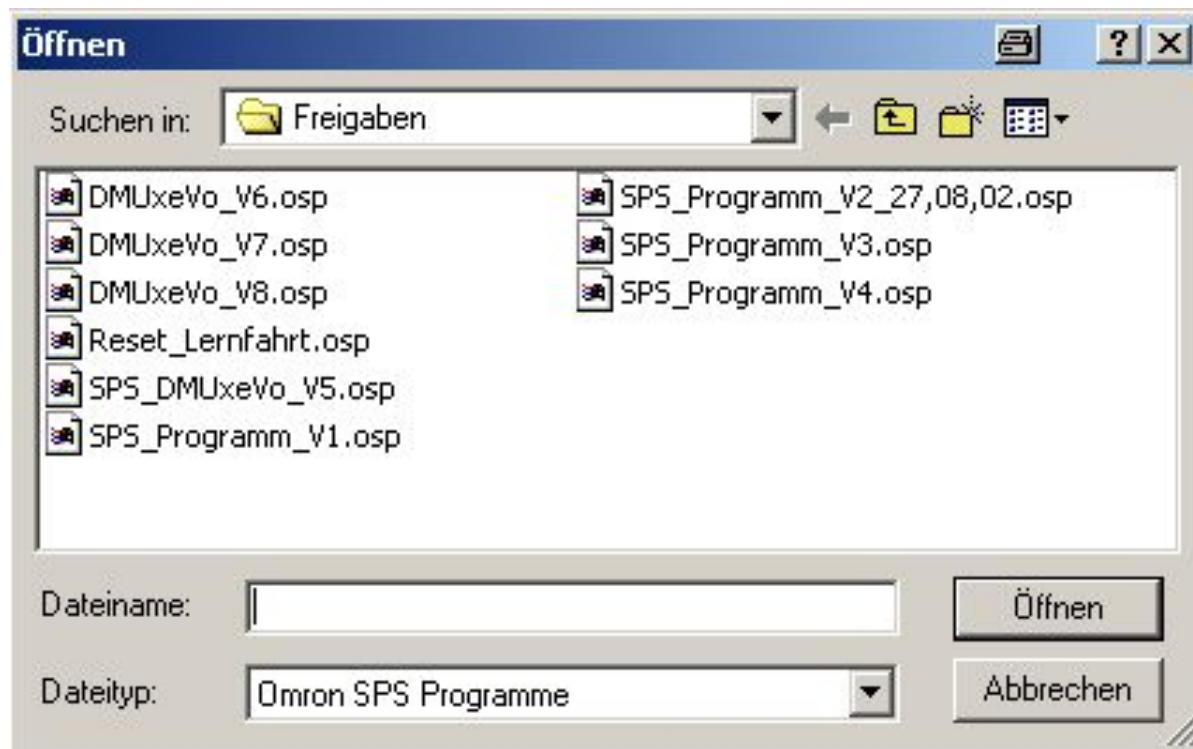 Öffnen
Suchen in: Freigaben
DMUxeVo_V6.osp
DMUxeVo_V7.osp
DMUxeVo_V8.osp
Reset_Lernfahrt.osp
SPS_DMUxeVo_V5.osp
SPS_Programm_V1.osp
SPS_Programm_V2_27,08,02.osp
SPS_Programm_V3.osp
SPS_Programm_V4.osp
Dateiname:
Öffnen
Dateityp: Omron SPS Programme
Abbrechen